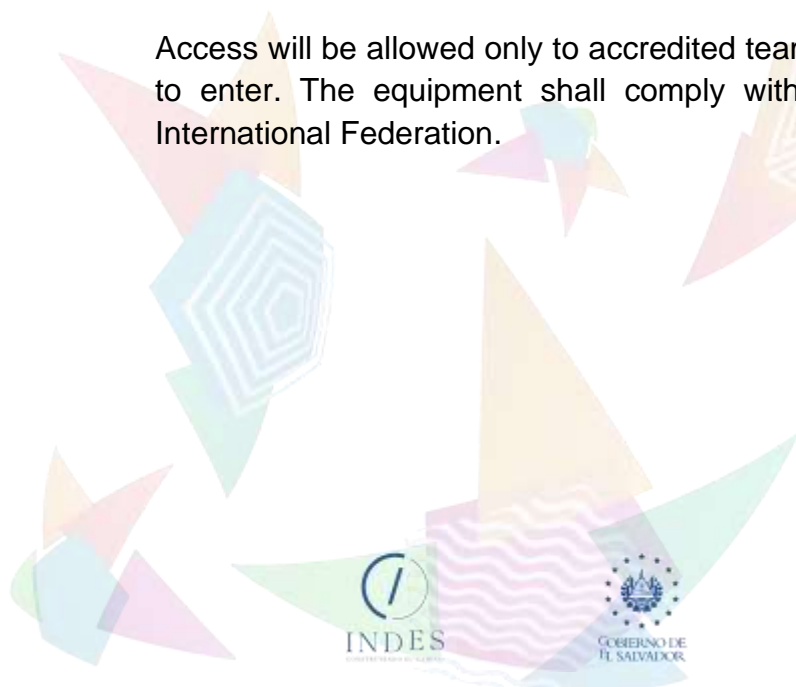 Access will be allowed only to accredited tear
to enter. The equipment shall comply with
International Federation.
INDES
GOBIERNO DE
EL SALVADOR